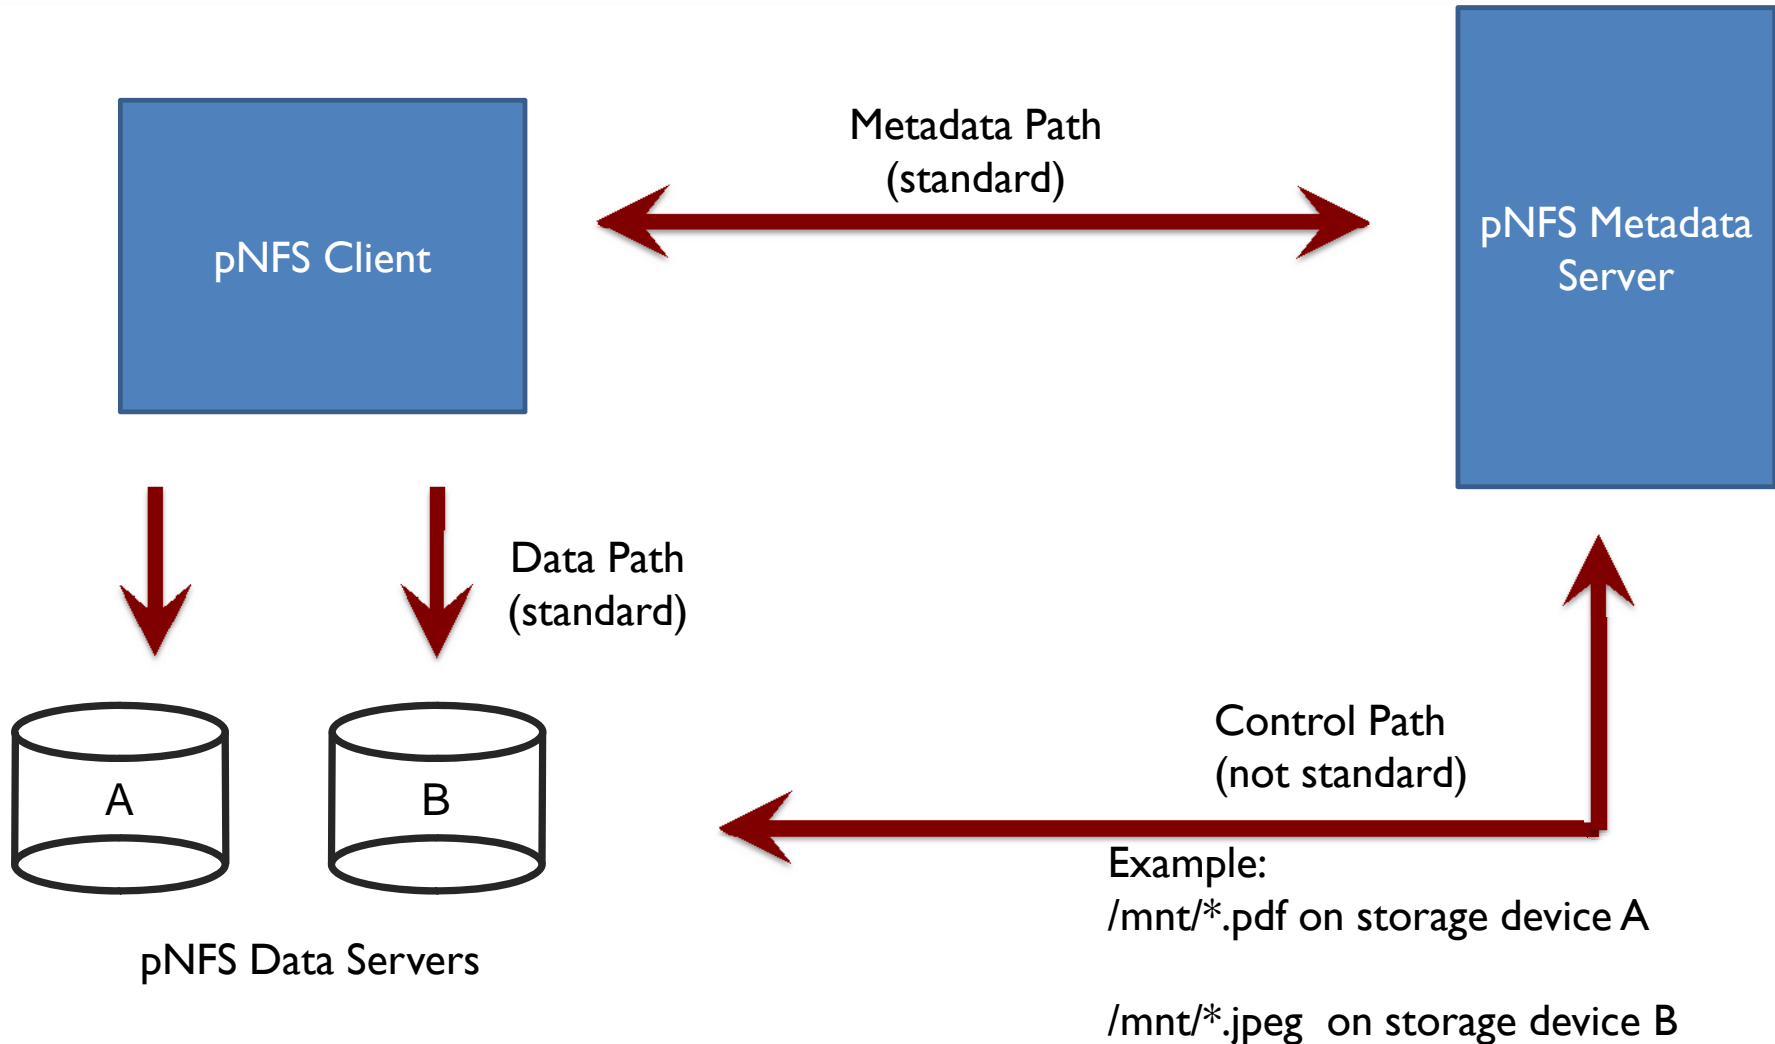 Metadata Path
(standard)
pNFS Client
pNFS Metadata
Server
Data Path
(standard)
A
B
Control Path
(not standard)
pNFS Data Servers
Example:
/mnt/*.pdf on storage device A
/mnt/*.jpeg on storage device B